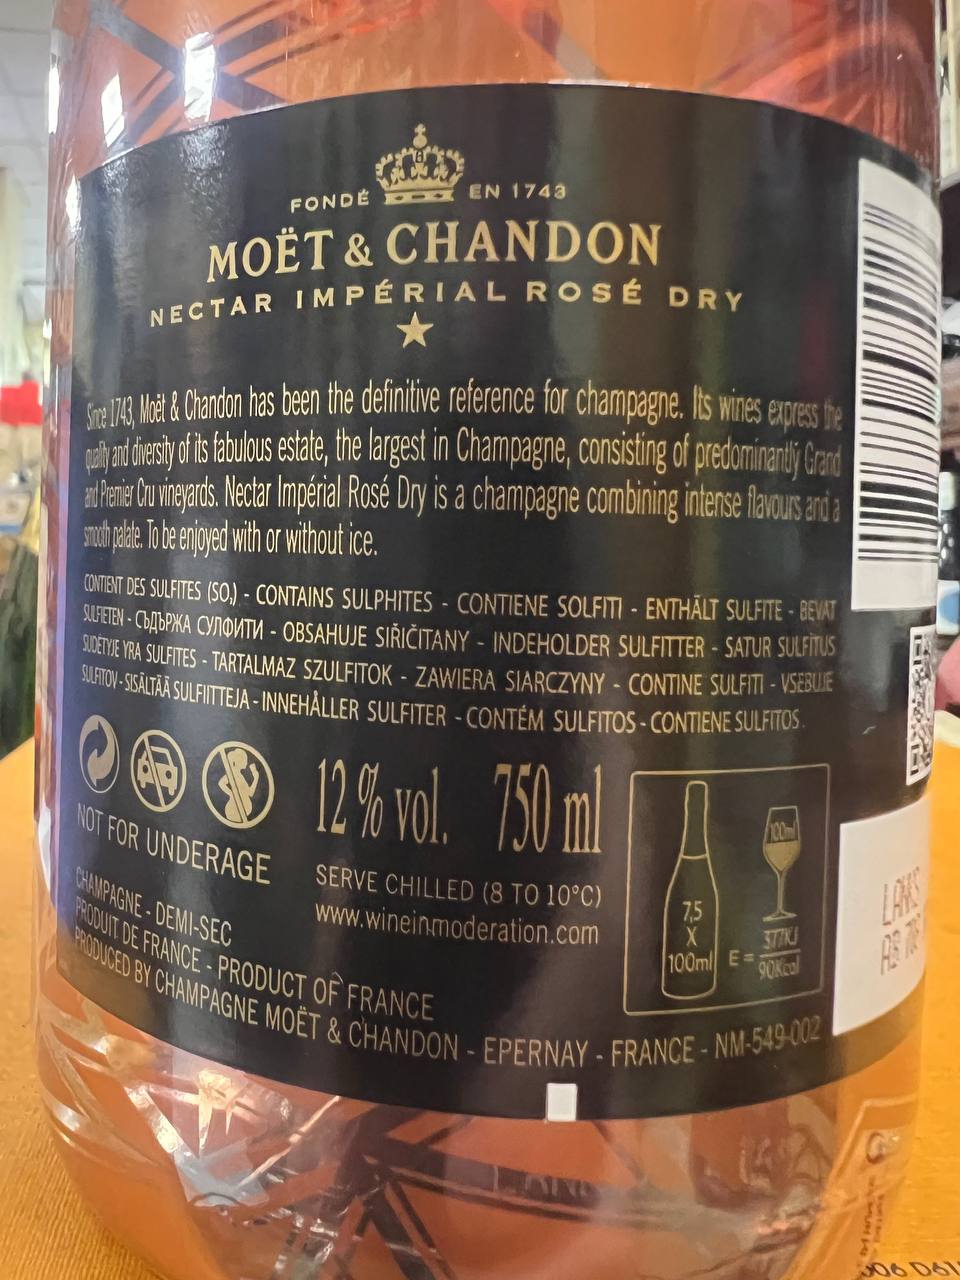 FONDÉ EN 1743
MOËT & CHANDON
NECTAR IMPÉRIAL ROSÉ DRY
Since 1743, Moët & Chandon has been the definitive reference for champagne. Its wines express the
quality and diversity of its fabulous estate, the largest in Champagne, consisting of predominantly Grand
and Premier Cru vineyards. Nectar Impérial Rosé Dry is a champagne combining intense flavours and a
smooth palate. To be enjoyed with or without ice.
CONTIENT DES SULFITES (SO₂) - CONTAINS SULPHITES - CONTIENE SOLFITI - ENTHÄLT SULFITE - BEVAT
SULFIETEN - СЪДЪРЖА СУЛФИТИ - OBSAHUJE SIŘIČITANY - INDEHOLDER SULFITTER - SATUR SULFĪTUS
SUDĖTYJE YRA SULFITES - TARTALMAZ SZULFITOK - ZAWIERA SIARCZYNY - CONTINE SULFITI - VSEBUJE
SULFITOV - SISÄLTÄÄ SULFIITTEJA - INNEHÅLLER SULFITER - CONTÉM SULFITOS - CONTIENE SULFITOS.
NOT FOR UNDERAGE
12 % vol. 750 ml
SERVE CHILLED (8 TO 10°C)
www.wineinmoderation.com
7,5
X
100ml
100ml
E = 377KJ
90Kcal
CHAMPAGNE - DEMI-SEC
PRODUIT DE FRANCE - PRODUCT OF FRANCE
PRODUCED BY CHAMPAGNE MOËT & CHANDON - EPERNAY - FRANCE - NM-549-002